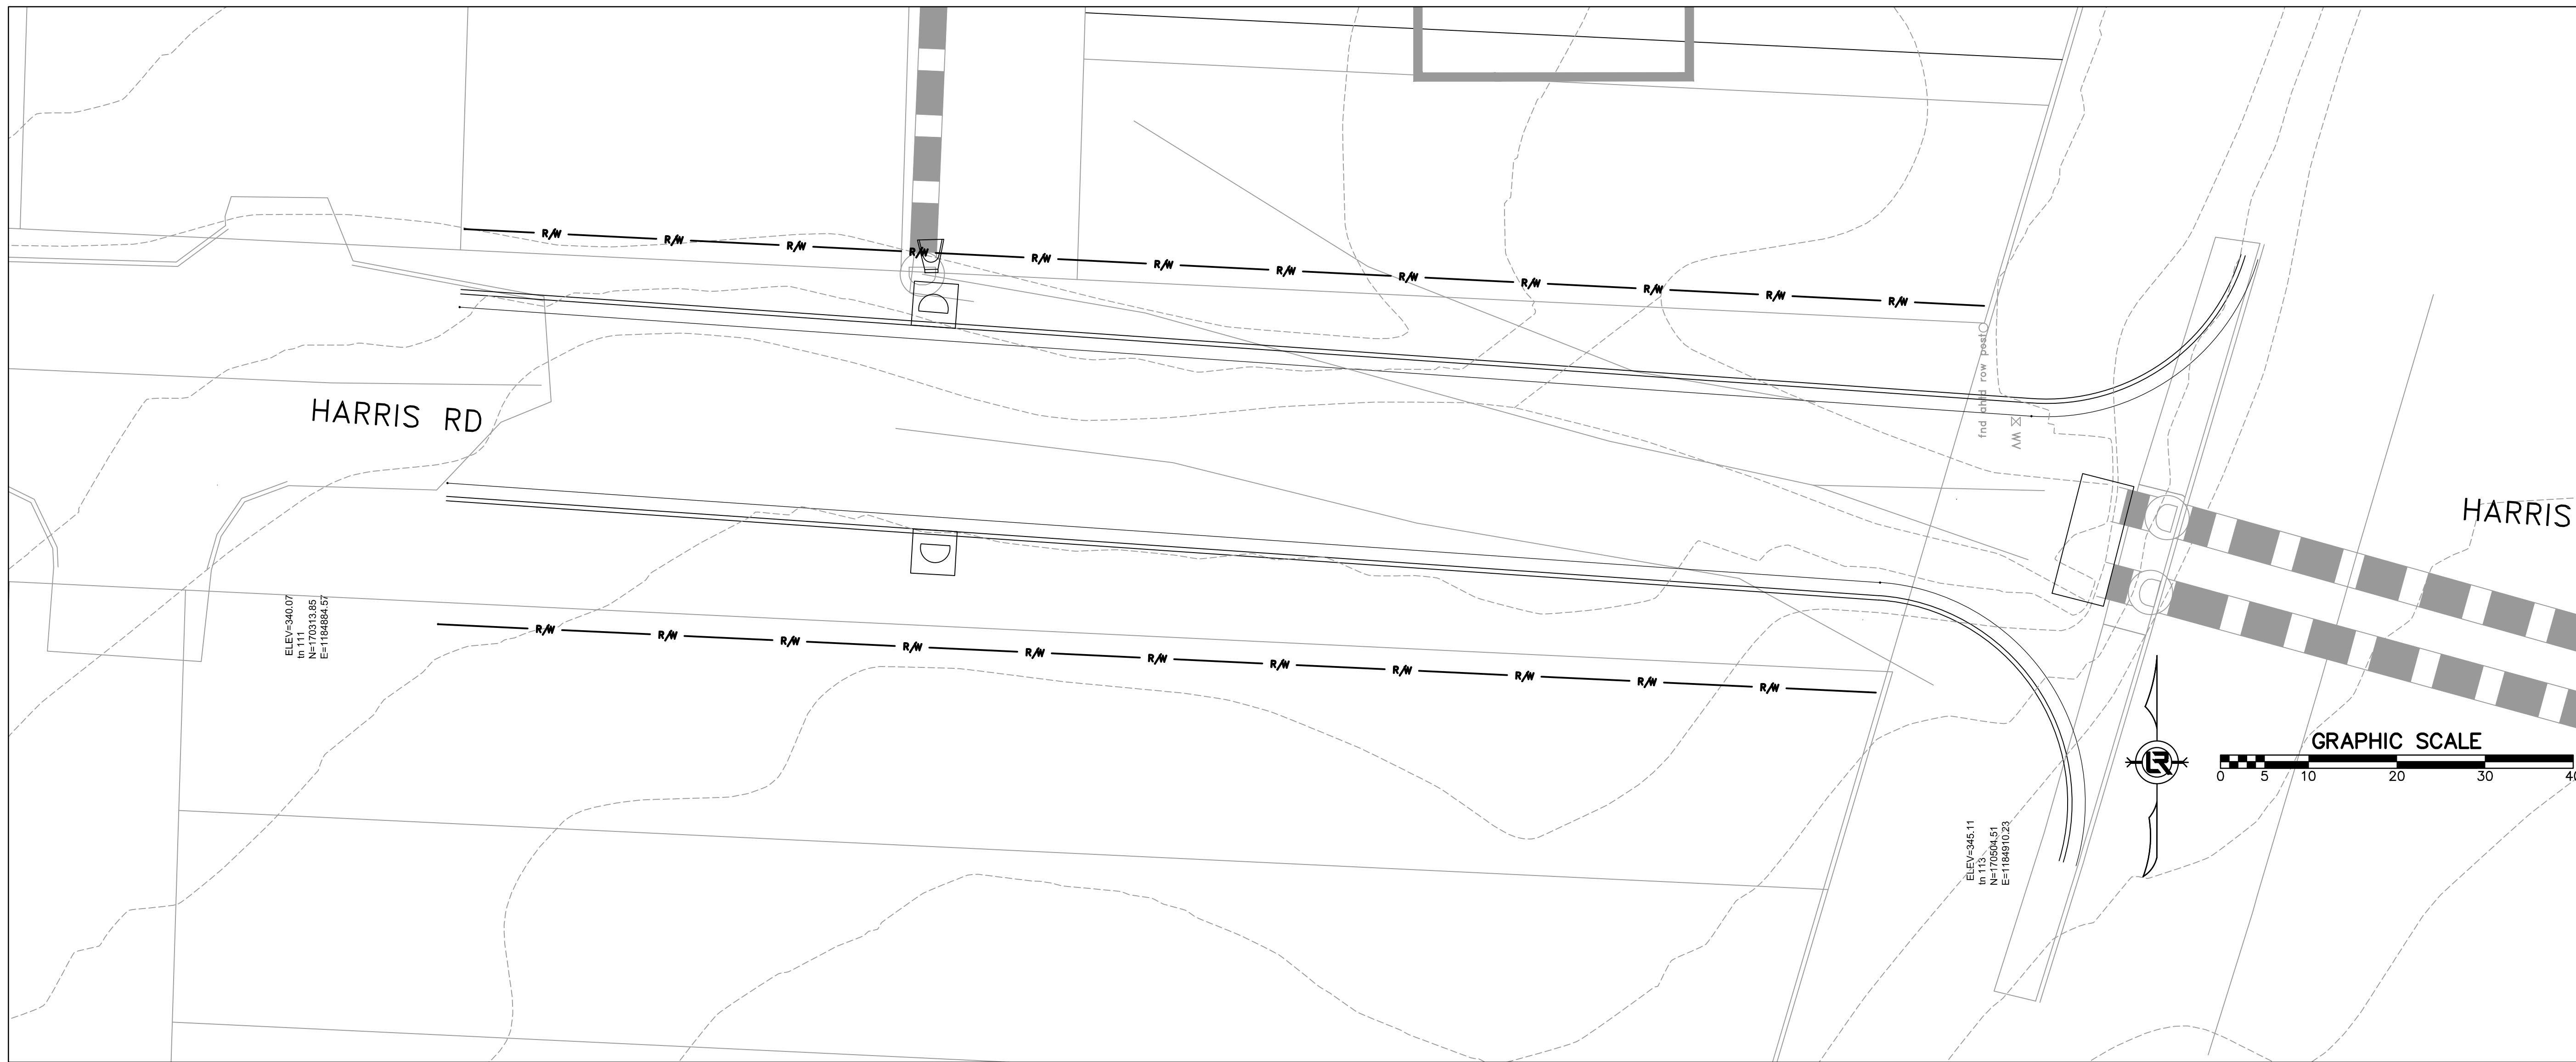 R/W R/W R/W R/W R/W R/W R/W R/W R/W R/W R/W R/W
fnd ahtd row post
WV
HARRIS RD
HARRIS
R/W R/W R/W R/W R/W R/W R/W R/W R/W R/W R/W
ELEV=340.07
tn 111
N=170313.85
E=1184884.57
GRAPHIC SCALE
0 5 10 20 30
LR
ELEV=345.11
tn 113
N=170504.51
E=1184910.23